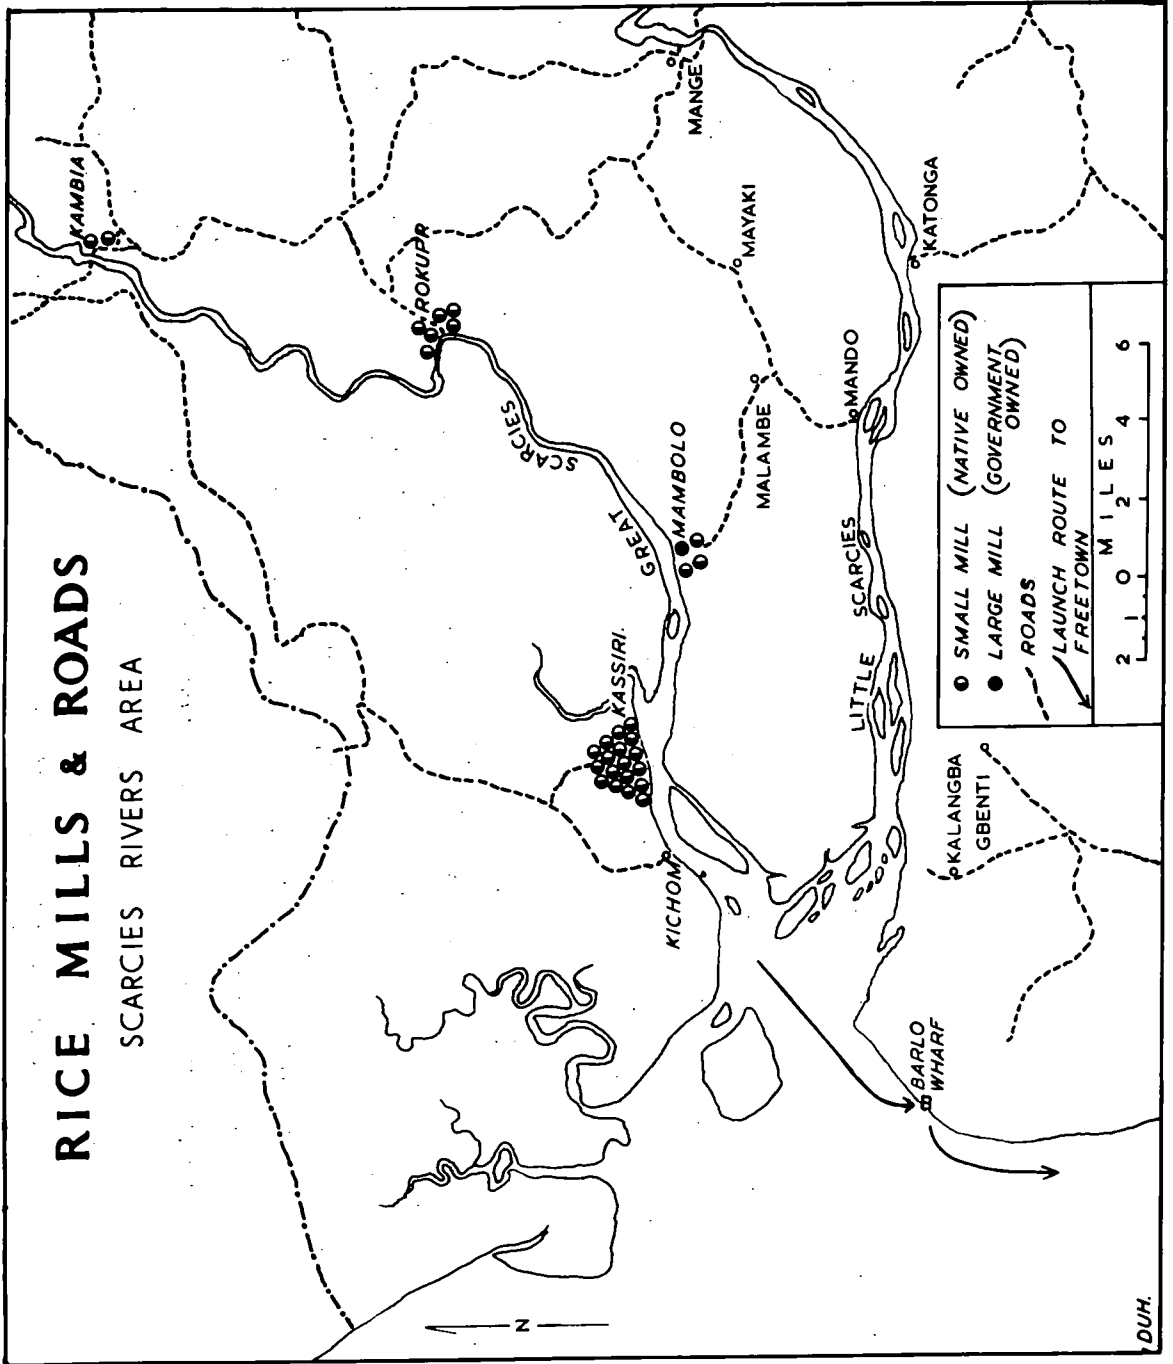 RICE MILLS & ROADS
SCARCIES RIVERS AREA
KAMBIA
ROKUPR
MANGE
GREAT SCARCIES
MAYAKI
KASSIRI.
MAMBOLO
MALAMBE
MANDO
KATONGA
KICHOM
LITTLE SCARCIES
BARLO
WHARF
KALANGBA
GBENTI
SMALL MILL (NATIVE OWNED)
LARGE MILL (GOVERNMENT
OWNED)
ROADS
LAUNCH ROUTE TO
FREETOWN
2 1 0 2 4 6
MILES
N
DUH.